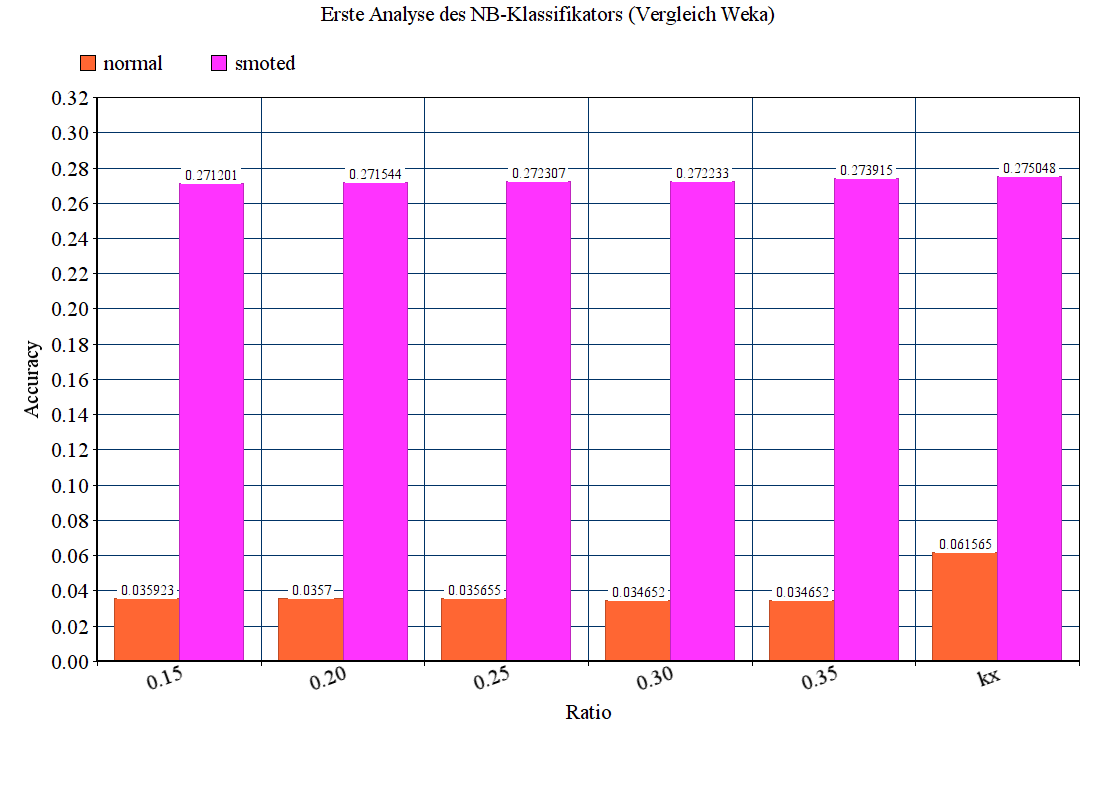 Erste Analyse des NB-Klassifikators (Vergleich Weka)
normal smoted
0.32
0.30
0.28
0.26
0.24
0.22
0.20
0.18
0.16
0.14
0.12
0.10
0.08
0.06
0.04
0.02
0.00
Accuracy
0.271201 0.271544 0.272307 0.272233 0.273915 0.275048
0.035923 0.0357 0.035655 0.034652 0.034652 0.061565
0.15 0.20 0.25 0.30 0.35 kx
Ratio